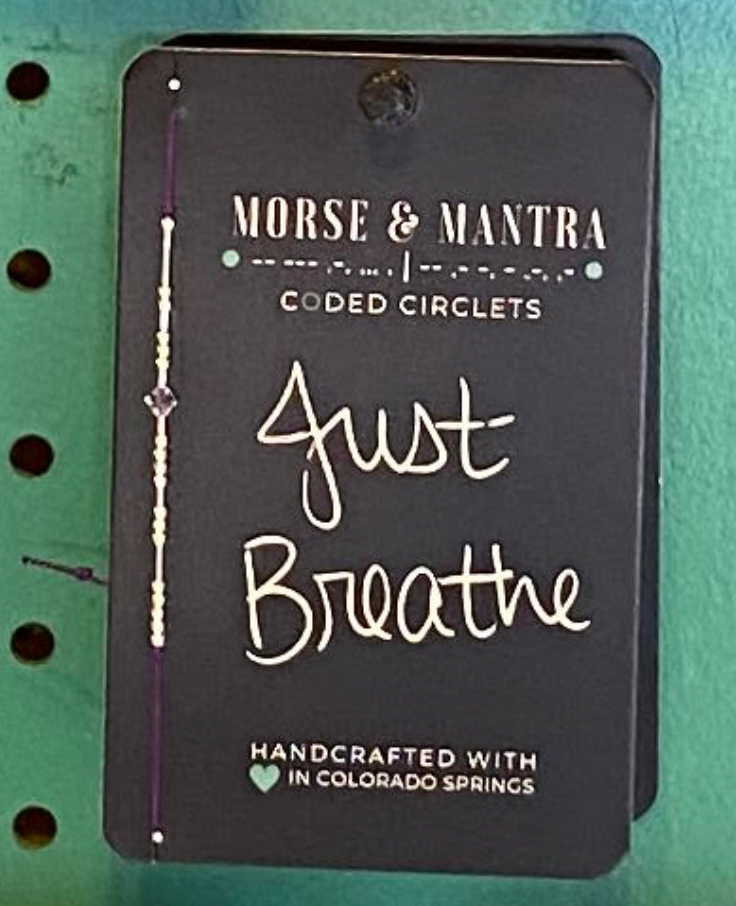 MORSE & MANTRA
-- --- .-. ... . | -- .- -. - .-. .-
CODED CIRCLETS
Just
Breathe
HANDCRAFTED WITH
IN COLORADO SPRINGS